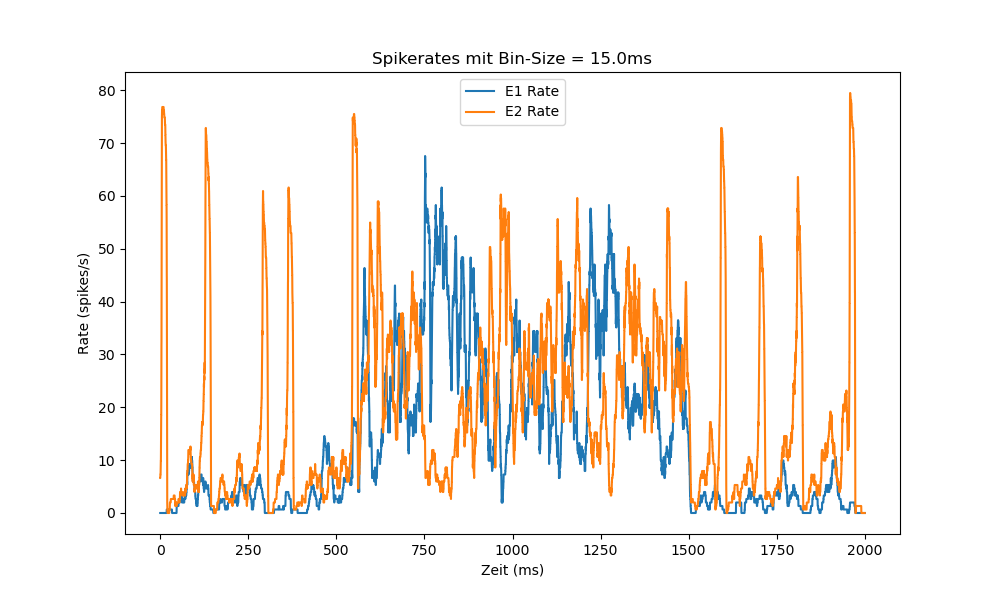 Spikerates mit Bin-Size = 15.0ms
E1 Rate
E2 Rate
80
70
60
50
40
30
20
10
0
Rate (spikes/s)
0 250 500 750 1000 1250 1500 1750 2000
Zeit (ms)